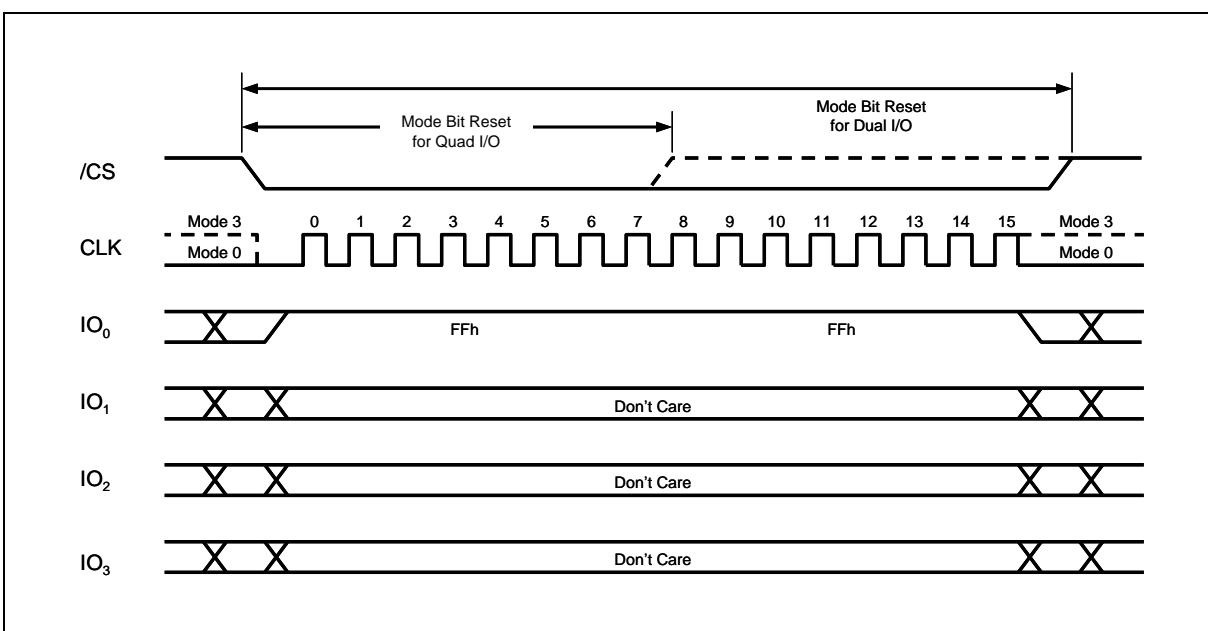 Mode Bit Reset
for Dual I/O
Mode Bit Reset
for Quad I/O
/CS
Mode 3 0 1 2 3 4 5 6 7 8 9 10 11 12 13 14 15 Mode 3
CLK
Mode 0 Mode 0
IO0
FFh FFh
IO1
Don't Care
IO2
Don't Care
IO3
Don't Care